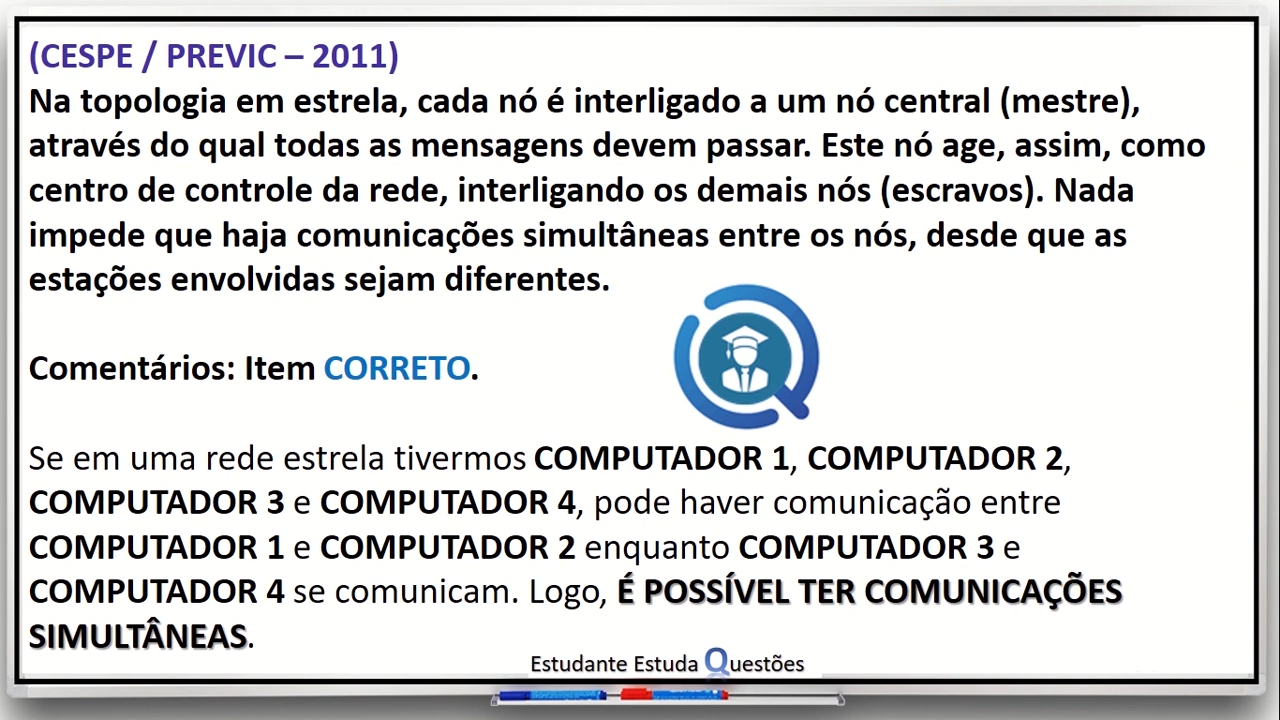 (CESPE / PREVIC – 2011)
Na topologia em estrela, cada nó é interligado a um nó central (mestre),
através do qual todas as mensagens devem passar. Este nó age, assim, como
centro de controle da rede, interligando os demais nós (escravos). Nada
impede que haja comunicações simultâneas entre os nós, desde que as
estações envolvidas sejam diferentes.
Comentários: Item CORRETO.
Se em uma rede estrela tivermos COMPUTADOR 1, COMPUTADOR 2,
COMPUTADOR 3 e COMPUTADOR 4, pode haver comunicação entre
COMPUTADOR 1 e COMPUTADOR 2 enquanto COMPUTADOR 3 e
COMPUTADOR 4 se comunicam. Logo, É POSSÍVEL TER COMUNICAÇÕES
SIMULTÂNEAS.
Estudante Estuda Questões